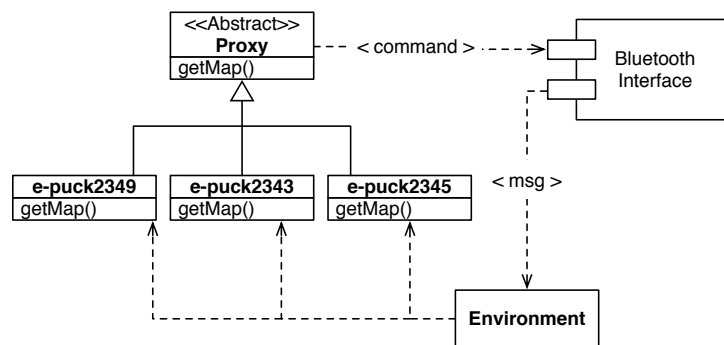 <<Abstract>>
Proxy
getMap()
< command >
Bluetooth
Interface
< msg >
e-puck2349
getMap()
e-puck2343
getMap()
e-puck2345
getMap()
Environment